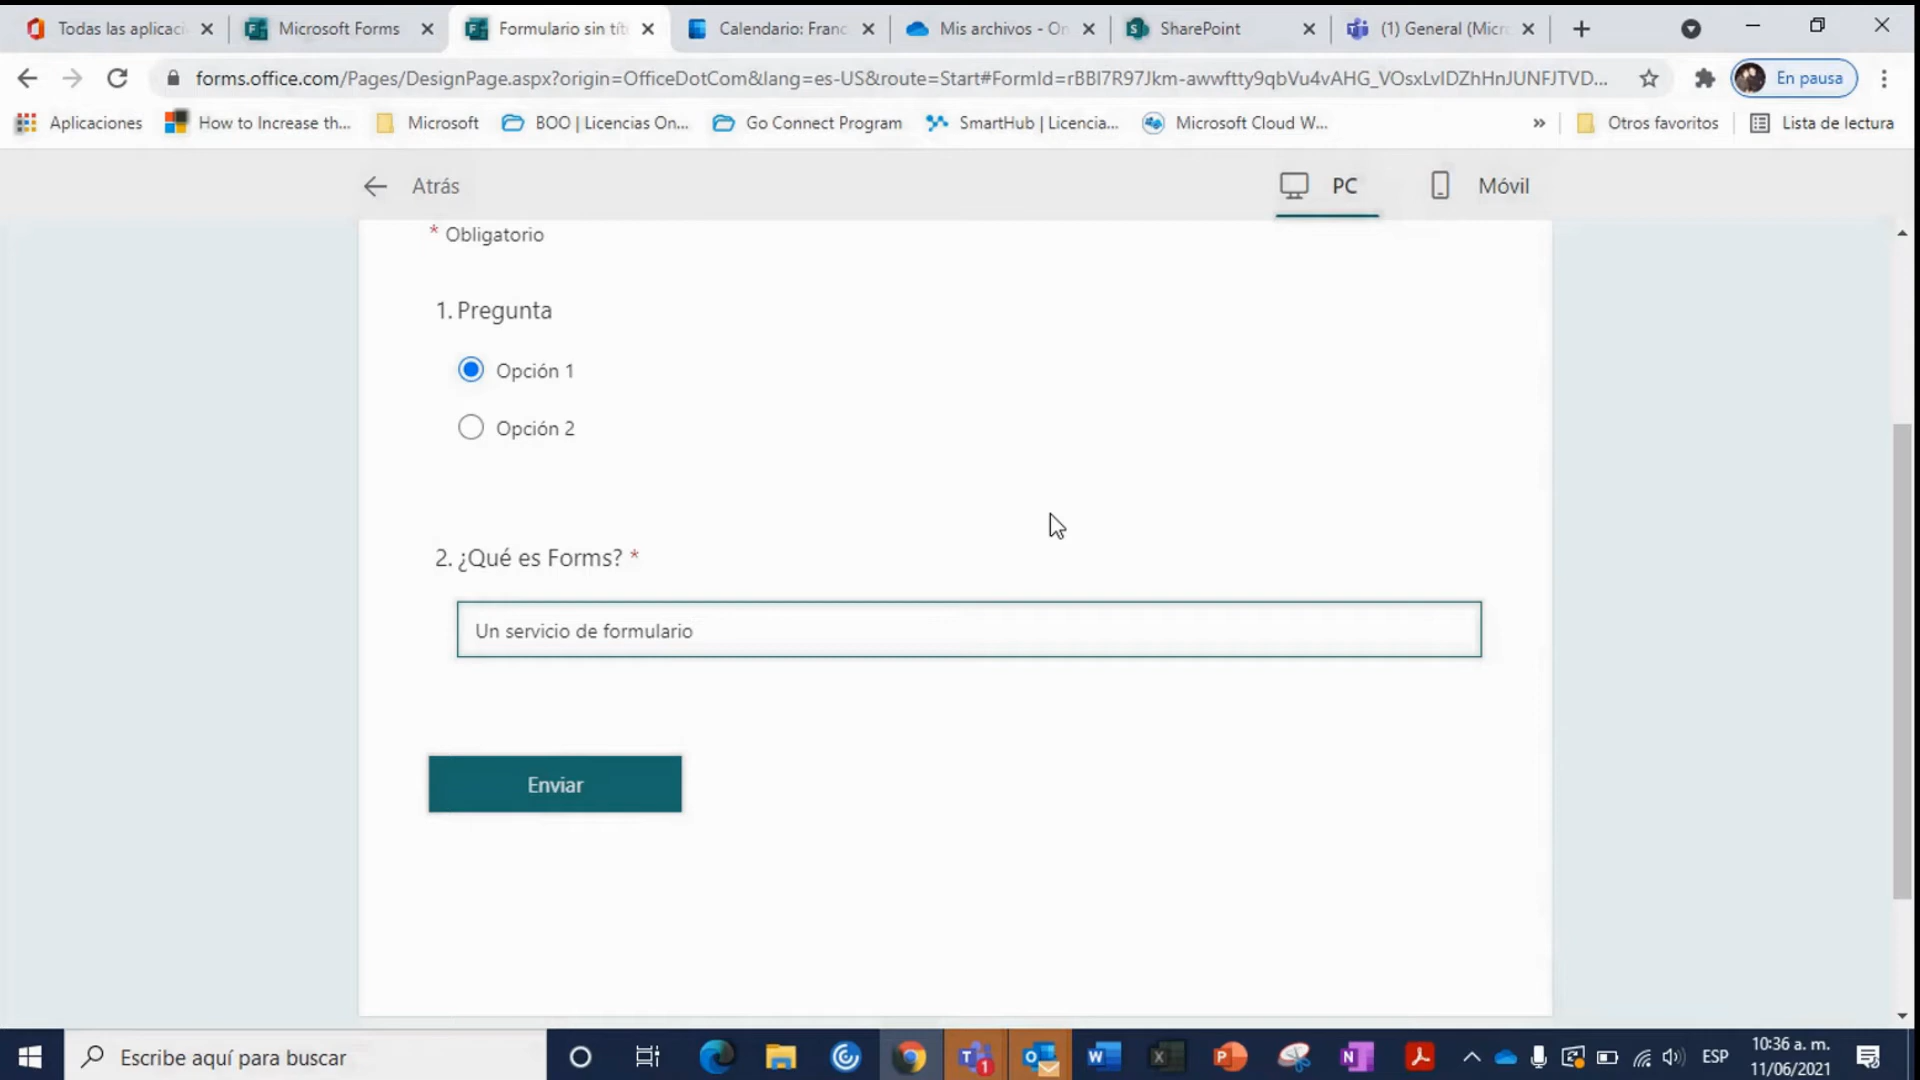 Todas las aplicaci
Microsoft Forms
Formulario sin tít
Calendario: Franc
Mis archivos - On
SharePoint
(1) General (Micr
forms.office.com/Pages/DesignPage.aspx?origin=OfficeDotCom&lang=es-US&route=Start#FormId=rBBI7R97Jkm-awwftty9qbVu4vAHG_VOsxLvIDZhHnJUNFJTVD...
En pausa
Aplicaciones
How to Increase th...
Microsoft
BOO | Licencias On...
Go Connect Program
SmartHub | Licencia...
Microsoft Cloud W...
»
Otros favoritos
Lista de lectura
Atrás
PC
Móvil
* Obligatorio
1. Pregunta
Opción 1
Opción 2
2. ¿Qué es Forms? *
Un servicio de formulario
Enviar
Escribe aquí para buscar
1
ESP
10:36 a. m.
11/06/2021